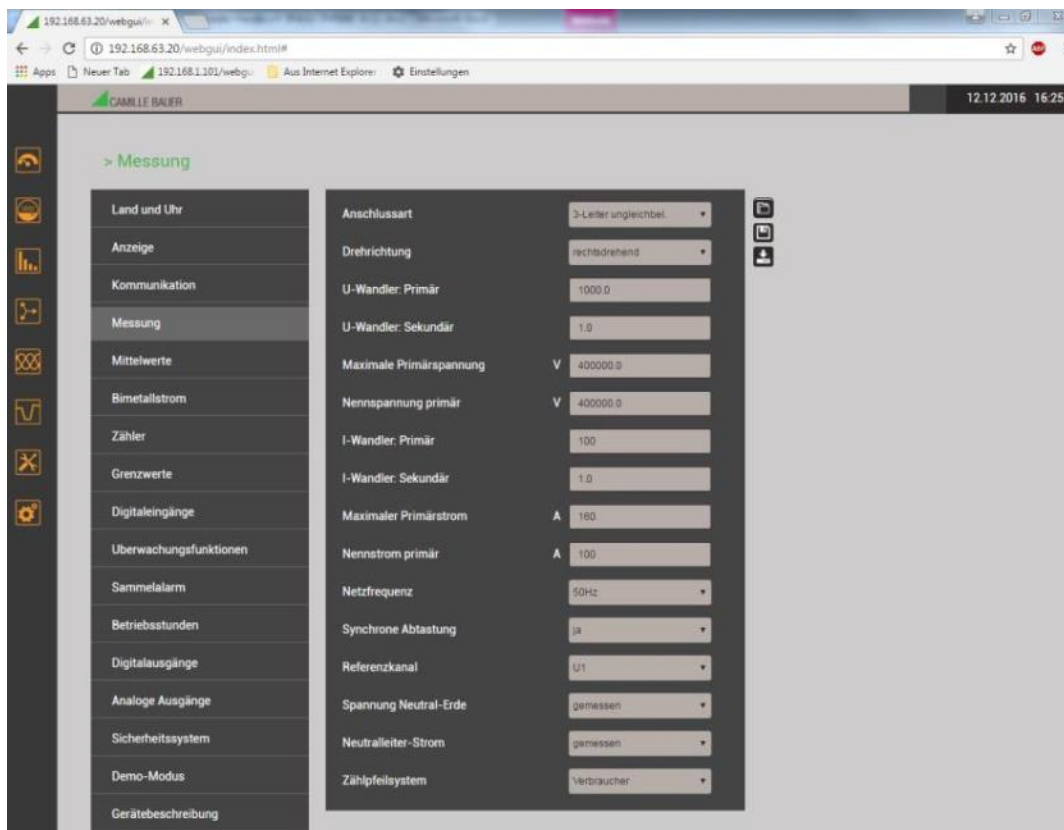 192.168.63.20/webgui/in
192.168.63.20/webgui/index.html#
Apps Neuer Tab 192.168.1.101/webgu Aus Internet Explorer Einstellungen
CAMILLE BAUER 12.12.2016 16:25
> Messung
Land und Uhr
Anzeige
Kommunikation
Messung
Mittelwerte
Bimetallstrom
Zähler
Grenzwerte
Digitaleingänge
Überwachungsfunktionen
Sammelalarm
Betriebsstunden
Digitalausgänge
Analoge Ausgänge
Sicherheitssystem
Demo-Modus
Gerätebeschreibung
Anschlussart 3-Leiter ungleichbel.
Drehrichtung rechtsdrehend
U-Wandler: Primär 1000.0
U-Wandler: Sekundär 1.0
Maximale Primärspannung V 400000.0
Nennspannung primär V 400000.0
I-Wandler: Primär 100
I-Wandler: Sekundär 1.0
Maximaler Primärstrom A 160
Nennstrom primär A 100
Netzfrequenz 50Hz
Synchrone Abtastung ja
Referenzkanal U1
Spannung Neutral-Erde gemessen
Neutralleiter-Strom gemessen
Zählpfeilsystem Verbraucher